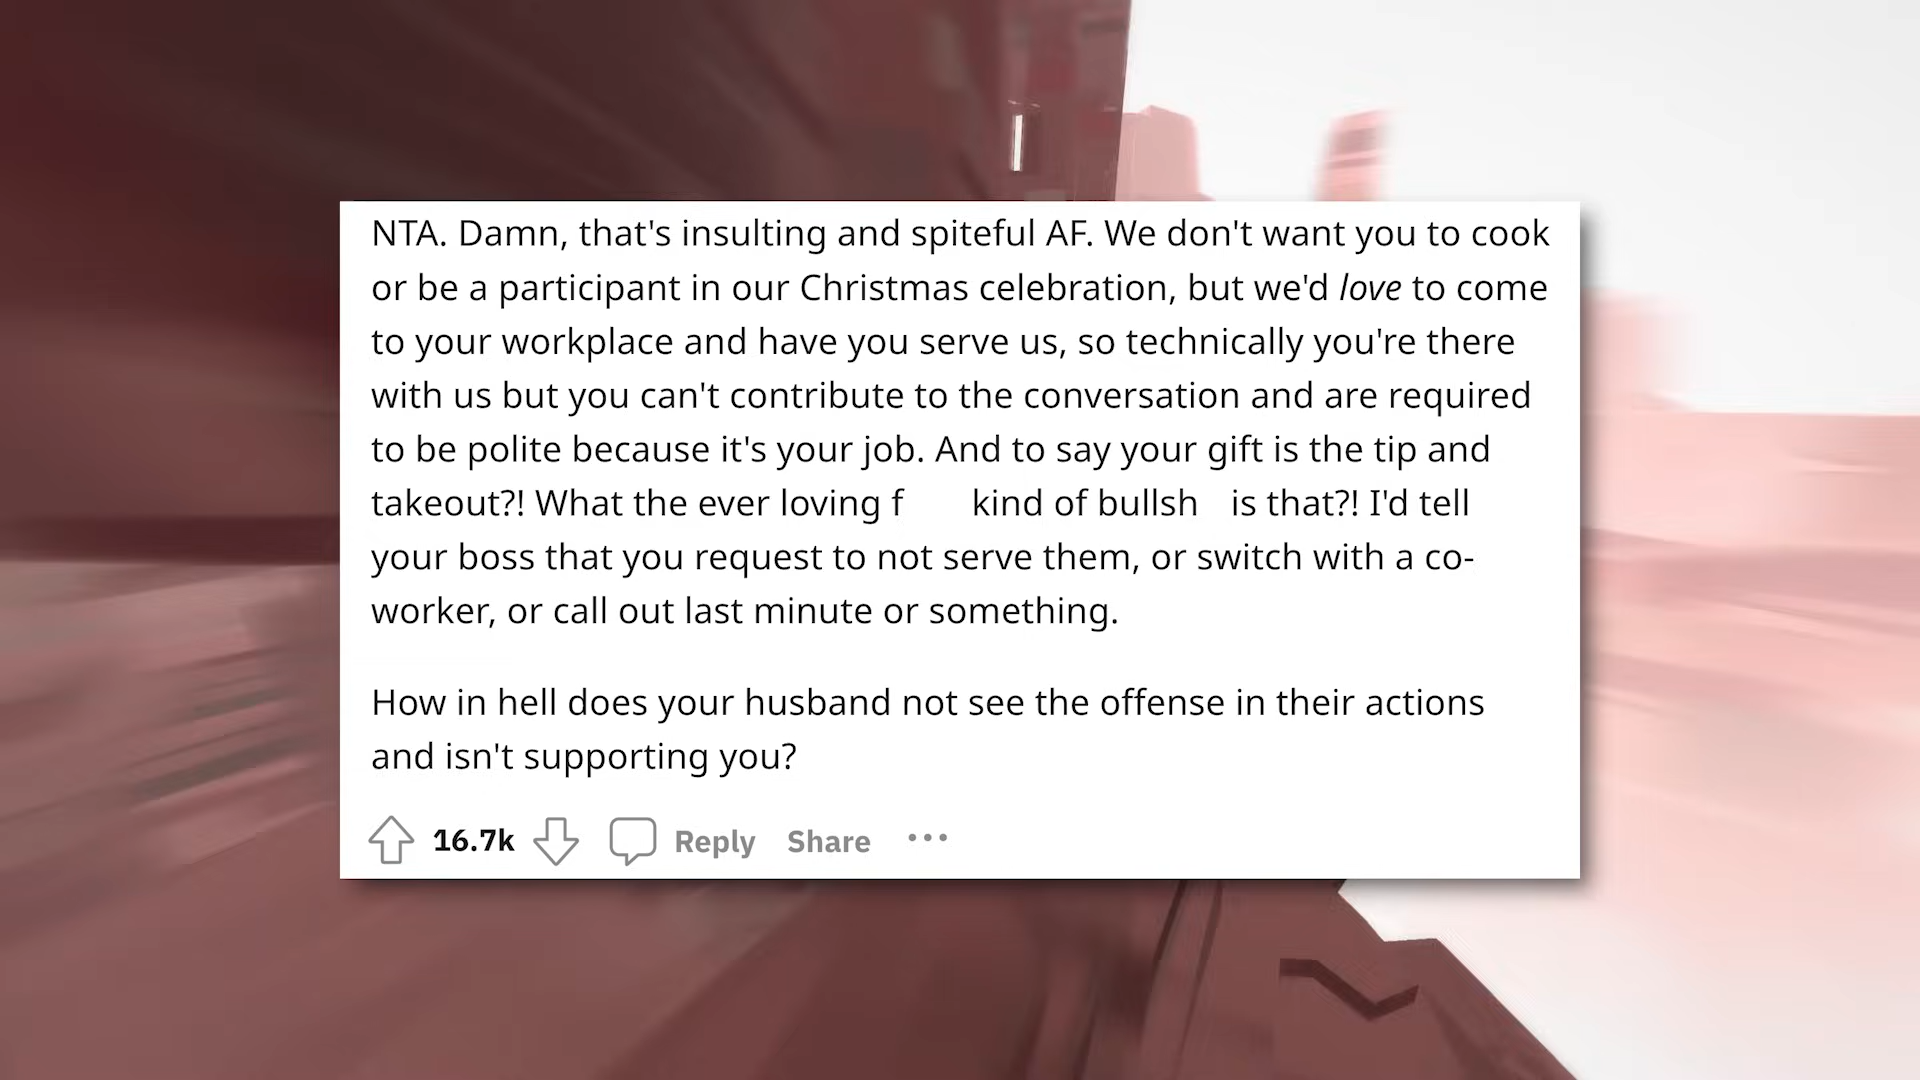 NTA. Damn, that's insulting and spiteful AF. We don't want you to cook
or be a participant in our Christmas celebration, but we'd love to come
to your workplace and have you serve us, so technically you're there
with us but you can't contribute to the conversation and are required
to be polite because it's your job. And to say your gift is the tip and
takeout?! What the ever loving f kind of bullsh is that?! I'd tell
your boss that you request to not serve them, or switch with a co-
worker, or call out last minute or something.
How in hell does your husband not see the offense in their actions
and isn't supporting you?
16.7k Reply Share ···